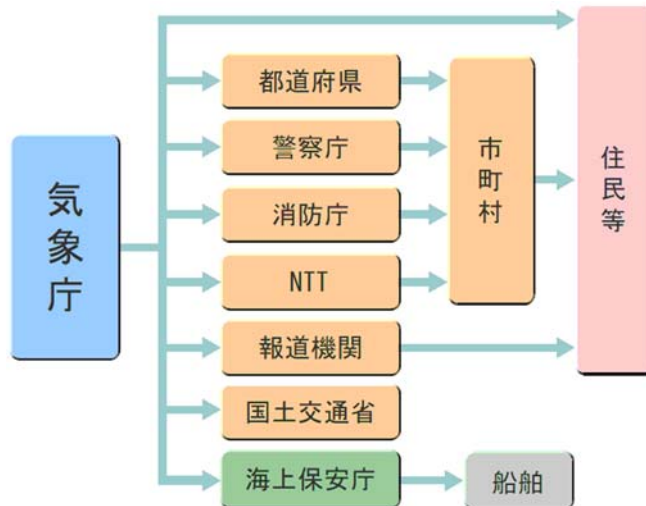 気象庁
都道府県
警察庁
消防庁
NTT
報道機関
国土交通省
海上保安庁
市町村
船舶
住民等